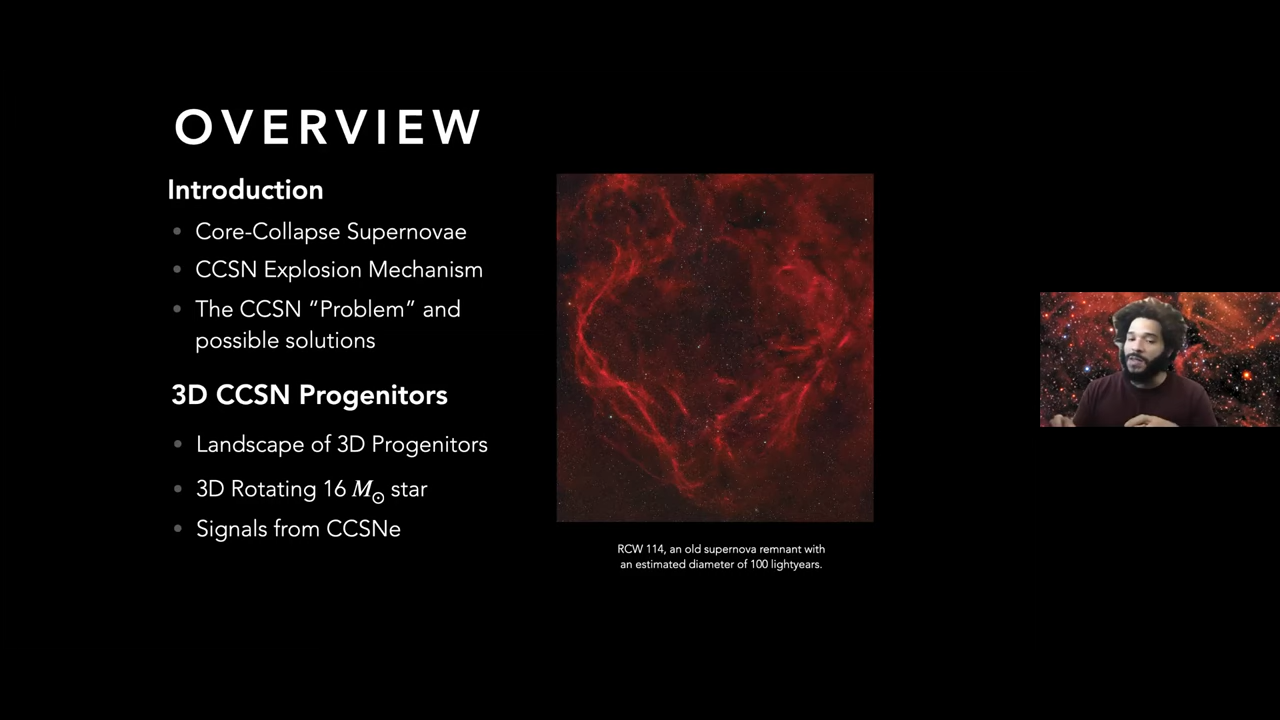 OVERVIEW
Introduction
• Core-Collapse Supernovae
• CCSN Explosion Mechanism
• The CCSN “Problem” and
possible solutions
3D CCSN Progenitors
• Landscape of 3D Progenitors
• 3D Rotating 16 M☉ star
• Signals from CCSNe
RCW 114, an old supernova remnant with
an estimated diameter of 100 lightyears.